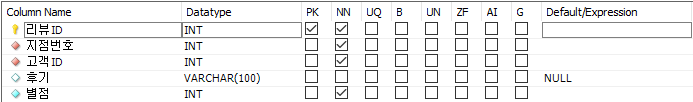 Column Name Datatype PK NN UQ B UN ZF AI G Default/Expression
리뷰ID INT
지점번호 INT
고객ID INT
후기 VARCHAR(100) NULL
별점 INT